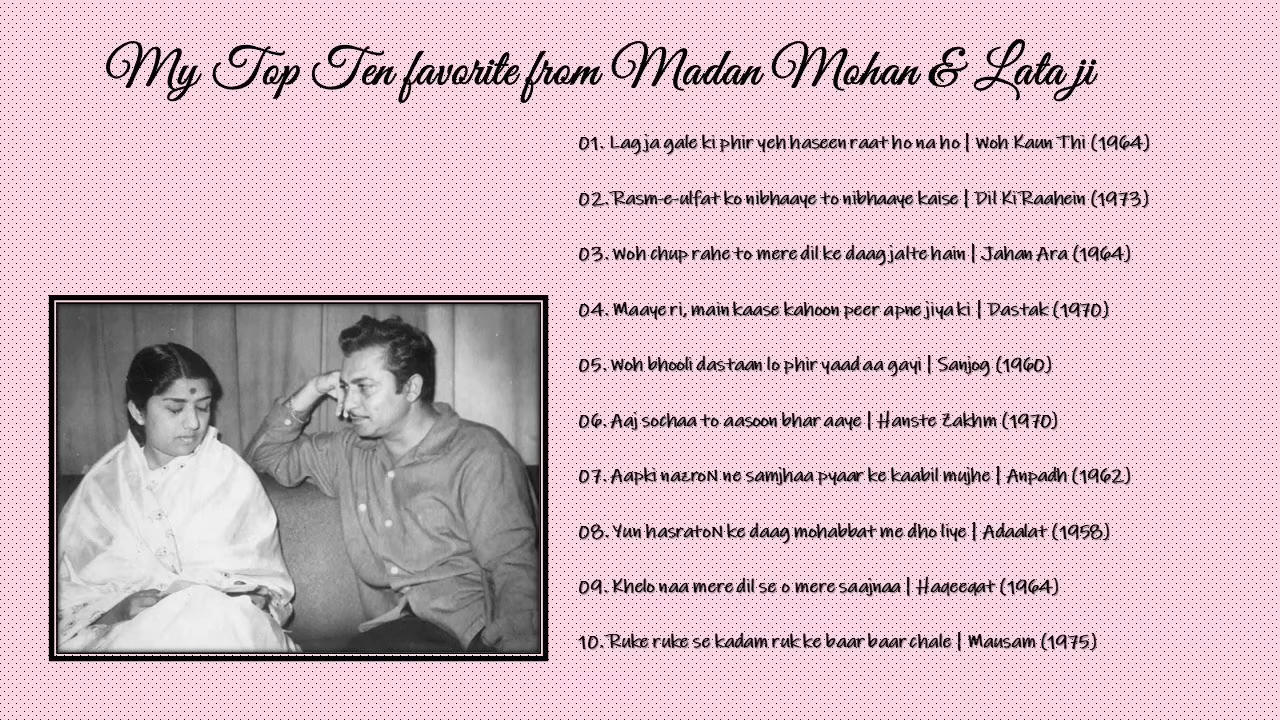 My Top Ten favorite from Madan Mohan & Lata ji
01. Lag ja gale ki phir yeh haseen raat ho na ho | Woh Kaun Thi (1964)
02. Rasm-e-ulfat ko nibhaaye to nibhaaye kaise | Dil Ki Raahein (1973)
03. Woh chup rahe to mere dil ke daag jalte hain | Jahan Ara (1964)
04. Maaye ri, main kaase kahoon peer apne jiya ki | Dastak (1970)
05. Woh bhooli dastaan lo phir yaad aa gayi | Sanjog (1960)
06. Aaj sochaa to aasoon bhar aaye | Hanste Zakhm (1970)
07. Aapki nazroN ne samjhaa pyaar ke kaabil mujhe | Anpadh (1962)
08. Yun hasratoN ke daag mohabbat me dho liye | Adaalat (1958)
09. Khelo naa mere dil se o mere saajnaa | Haqeeqat (1964)
10. Ruke ruke se kadam ruk ke baar baar chale | Mausam (1975)